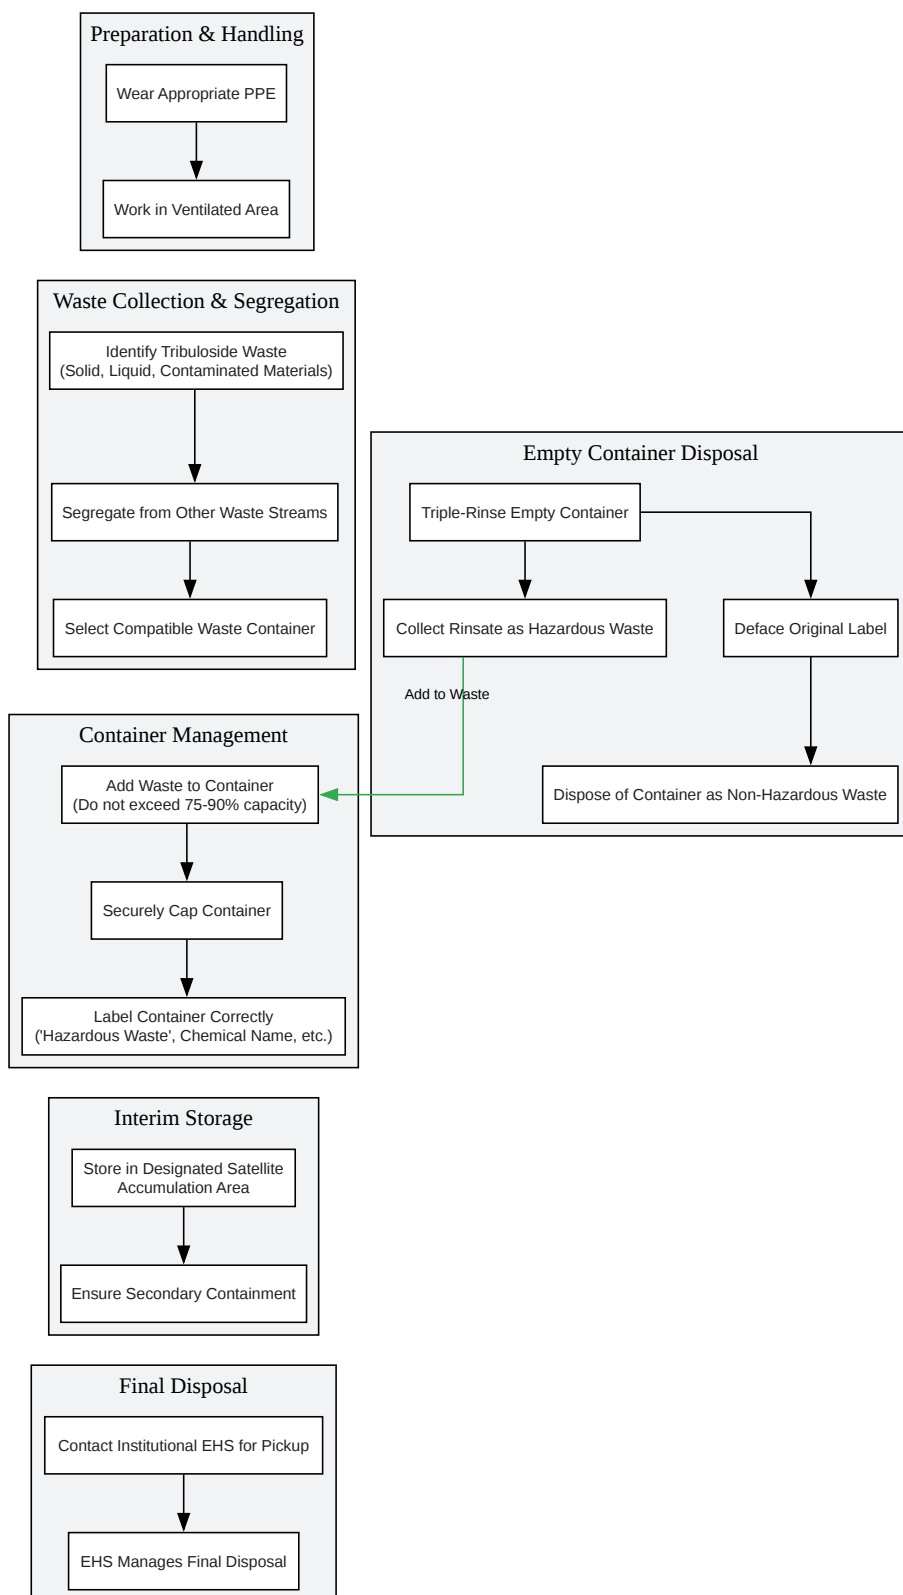 Preparation & Handling
Wear Appropriate PPE
Work in Ventilated Area
Waste Collection & Segregation
Identify Tribuloside Waste
(Solid, Liquid, Contaminated Materials)
Segregate from Other Waste Streams
Select Compatible Waste Container
Empty Container Disposal
Triple-Rinse Empty Container
Collect Rinsate as Hazardous Waste
Deface Original Label
Add to Waste
Dispose of Container as Non-Hazardous Waste
Container Management
Add Waste to Container
(Do not exceed 75-90% capacity)
Securely Cap Container
Label Container Correctly
('Hazardous Waste', Chemical Name, etc.)
Interim Storage
Store in Designated Satellite
Accumulation Area
Ensure Secondary Containment
Final Disposal
Contact Institutional EHS for Pickup
EHS Manages Final Disposal